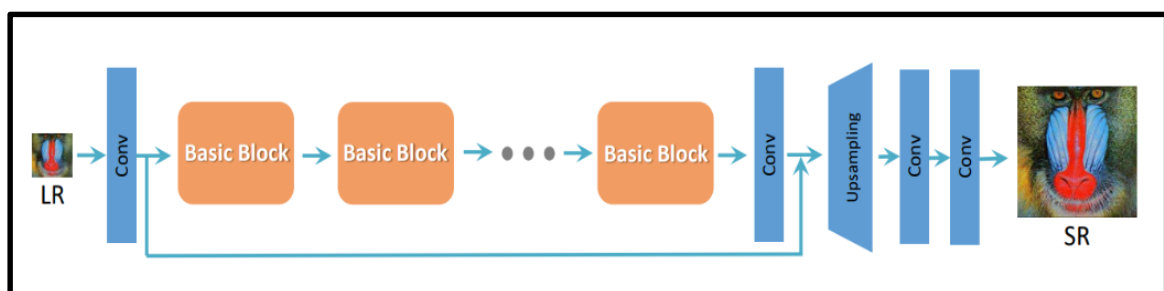 LR
Conv
Basic Block
Basic Block
Basic Block
Conv
Upsampling
Conv
Conv
SR